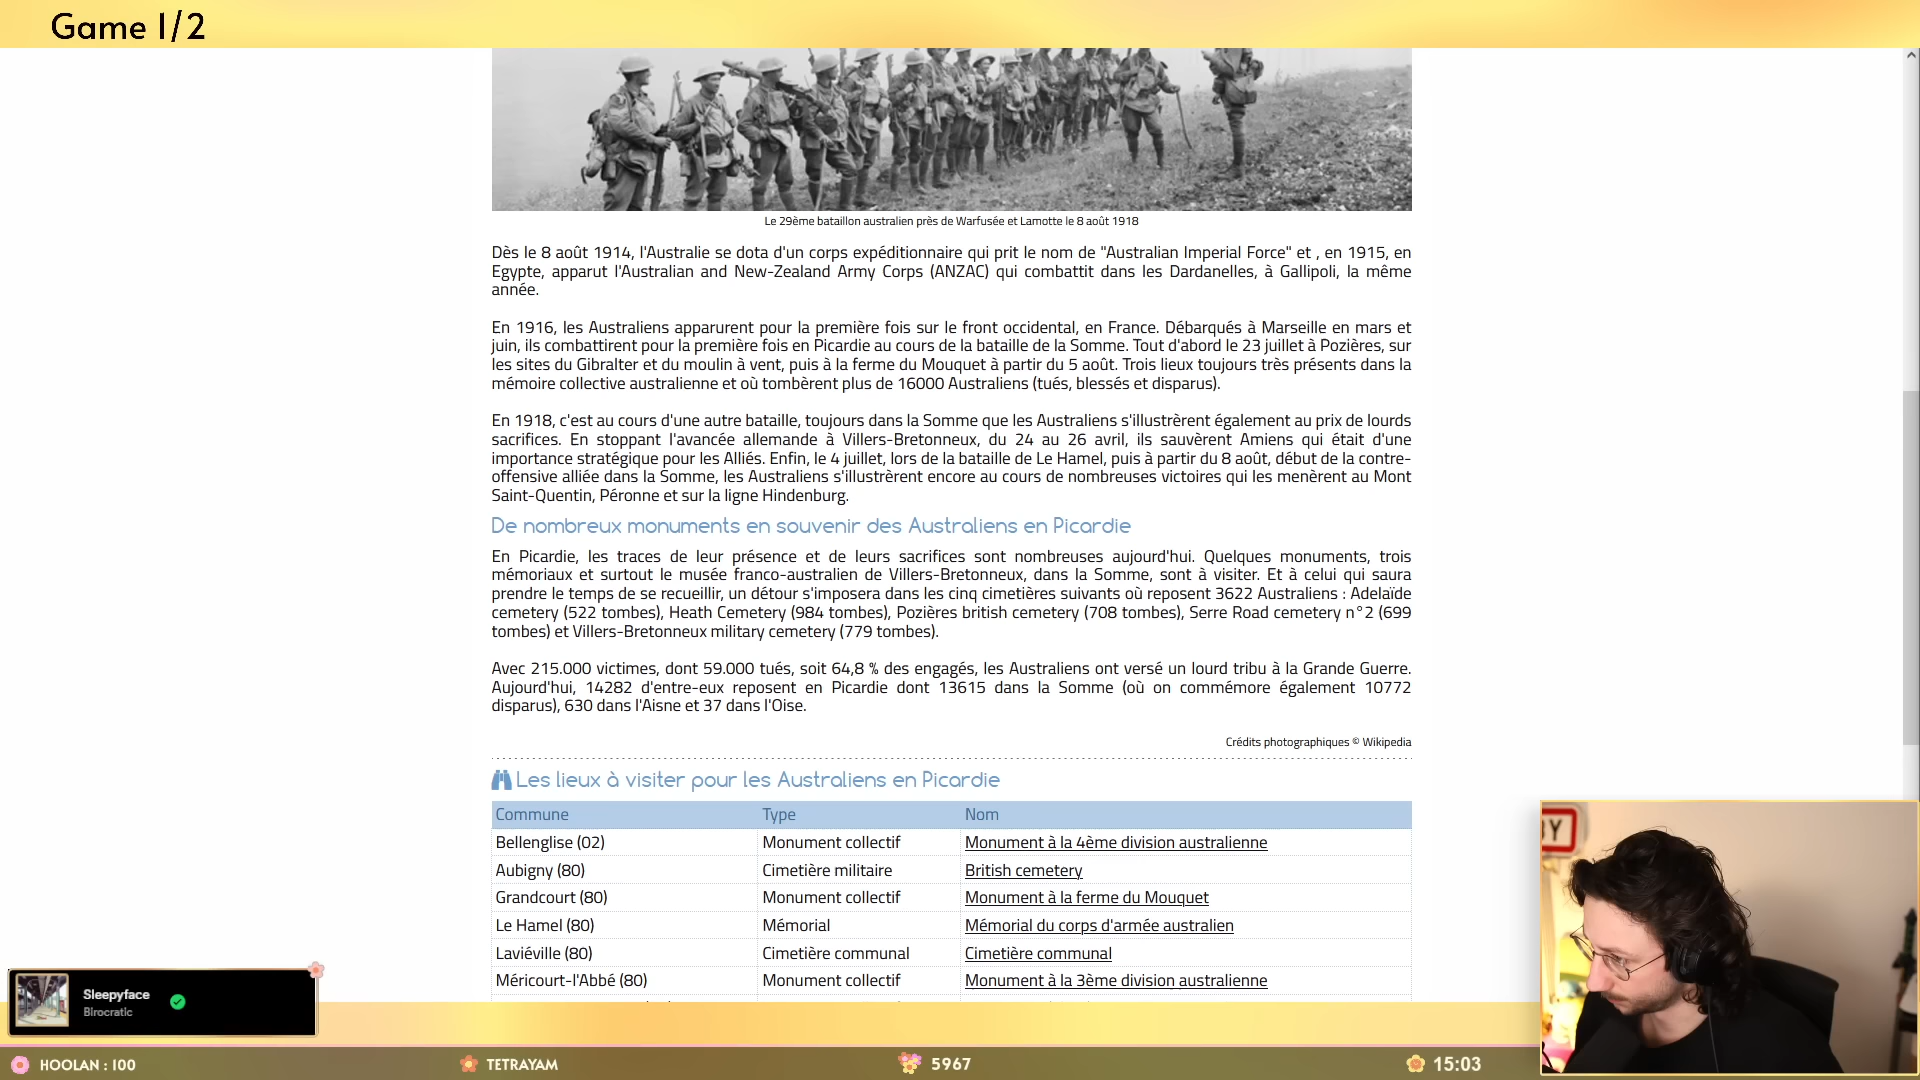 Game 1/2
Le 29ème bataillon australien près de Warfusée et Lamotte le 8 août 1918
Dès le 8 août 1914, l'Australie se dota d'un corps expéditionnaire qui prit le nom de "Australian Imperial Force" et , en 1915, en
Egypte, apparut l'Australian and New-Zealand Army Corps (ANZAC) qui combattit dans les Dardanelles, à Gallipoli, la même
année.
En 1916, les Australiens apparurent pour la première fois sur le front occidental, en France. Débarqués à Marseille en mars et
juin, ils combattirent pour la première fois en Picardie au cours de la bataille de la Somme. Tout d'abord le 23 juillet à Pozières, sur
les sites du Gibralter et du moulin à vent, puis à la ferme du Mouquet à partir du 5 août. Trois lieux toujours très présents dans la
mémoire collective australienne et où tombèrent plus de 16000 Australiens (tués, blessés et disparus).
En 1918, c'est au cours d'une autre bataille, toujours dans la Somme que les Australiens s'illustrèrent également au prix de lourds
sacrifices. En stoppant l'avancée allemande à Villers-Bretonneux, du 24 au 26 avril, ils sauvèrent Amiens qui était d'une
importance stratégique pour les Alliés. Enfin, le 4 juillet, lors de la bataille de Le Hamel, puis à partir du 8 août, début de la contre-
offensive alliée dans la Somme, les Australiens s'illustrèrent encore au cours de nombreuses victoires qui les menèrent au Mont
Saint-Quentin, Péronne et sur la ligne Hindenburg.
De nombreux monuments en souvenir des Australiens en Picardie
En Picardie, les traces de leur présence et de leurs sacrifices sont nombreuses aujourd'hui. Quelques monuments, trois
mémoriaux et surtout le musée franco-australien de Villers-Bretonneux, dans la Somme, sont à visiter. Et à celui qui saura
prendre le temps de se recueillir, un détour s'imposera dans les cinq cimetières suivants où reposent 3622 Australiens : Adelaïde
cemetery (522 tombes), Heath Cemetery (984 tombes), Pozières british cemetery (708 tombes), Serre Road cemetery n°2 (699
tombes) et Villers-Bretonneux military cemetery (779 tombes).
Avec 215.000 victimes, dont 59.000 tués, soit 64,8 % des engagés, les Australiens ont versé un lourd tribu à la Grande Guerre.
Aujourd'hui, 14282 d'entre-eux reposent en Picardie dont 13615 dans la Somme (où on commémore également 10772
disparus), 630 dans l'Aisne et 37 dans l'Oise.
Crédits photographiques © Wikipedia
Les lieux à visiter pour les Australiens en Picardie
Commune Type Nom
Bellenglise (02) Monument collectif Monument à la 4ème division australienne
Aubigny (80) Cimetière militaire British cemetery
Grandcourt (80) Monument collectif Monument à la ferme du Mouquet
Le Hamel (80) Mémorial Mémorial du corps d'armée australien
Laviéville (80) Cimetière communal Cimetière communal
Méricourt-l'Abbé (80) Monument collectif Monument à la 3ème division australienne
Sleepyface
Birocratic
HOOLAN : 100
TETRAYAM
5967
15:03